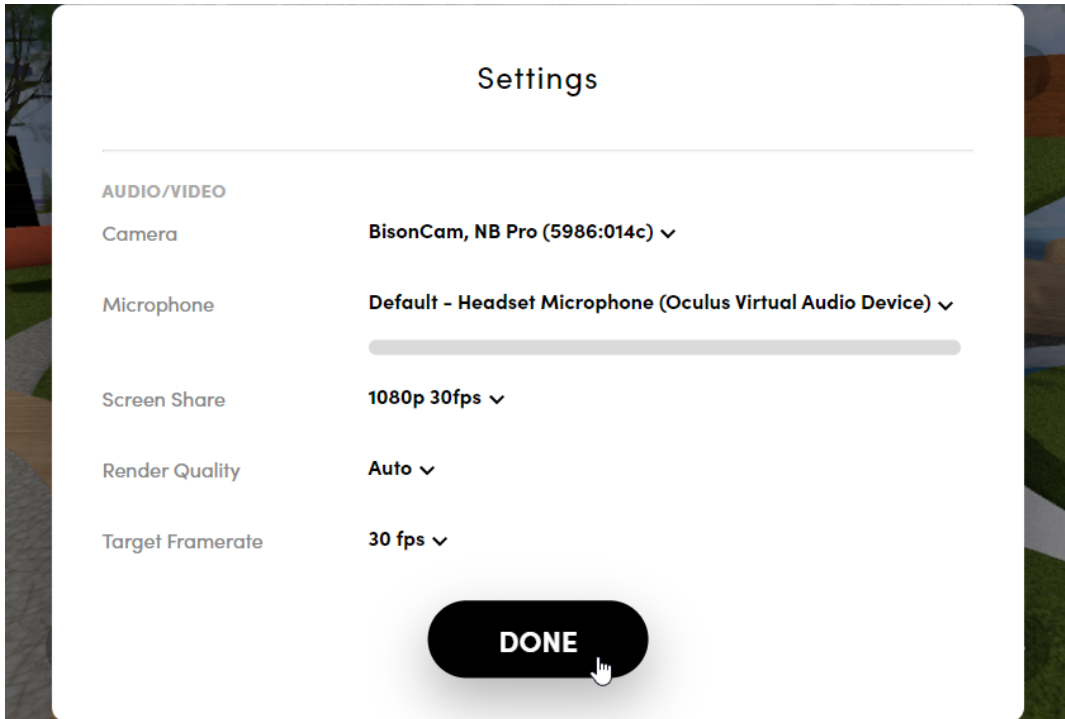 Settings
AUDIO/VIDEO
Camera BisonCam, NB Pro (5986:014c)
Microphone Default - Headset Microphone (Oculus Virtual Audio Device)
Screen Share 1080p 30fps
Render Quality Auto
Target Framerate 30 fps
DONE